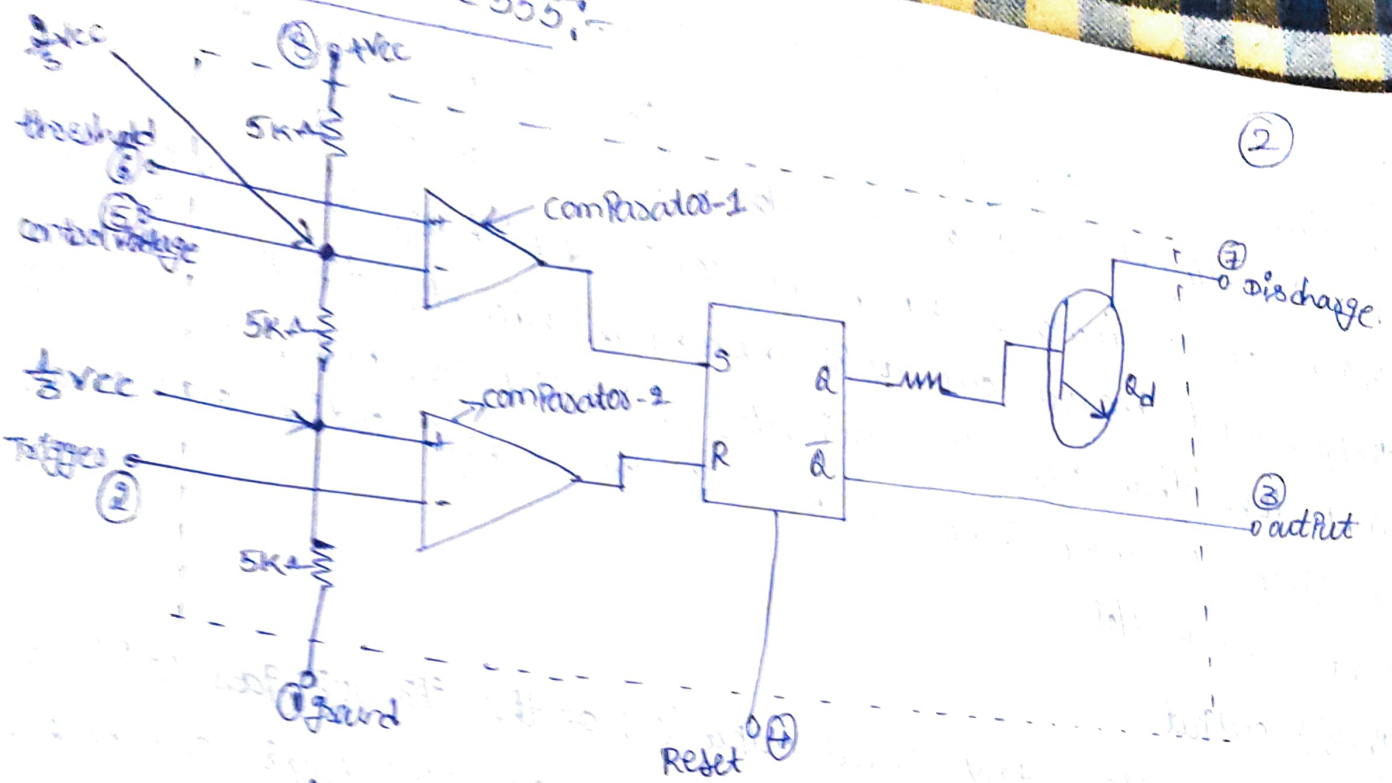 555:-
2/3 Vcc
8 +Vcc
5KΩ
2
threshold
6
5
control voltage
comparator-1
+
-
7 Discharge.
5KΩ
1/3 Vcc
comparator-2
S
Q
Qd
Trigger
2
+
-
R
Q̅
3
output
5KΩ
1 ground
Reset 4